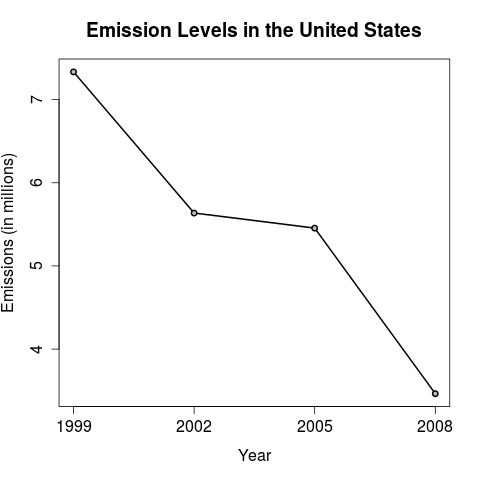 Emission Levels in the United States
Emissions (in millions)
7
6
5
4
1999 2002 2005 2008
Year